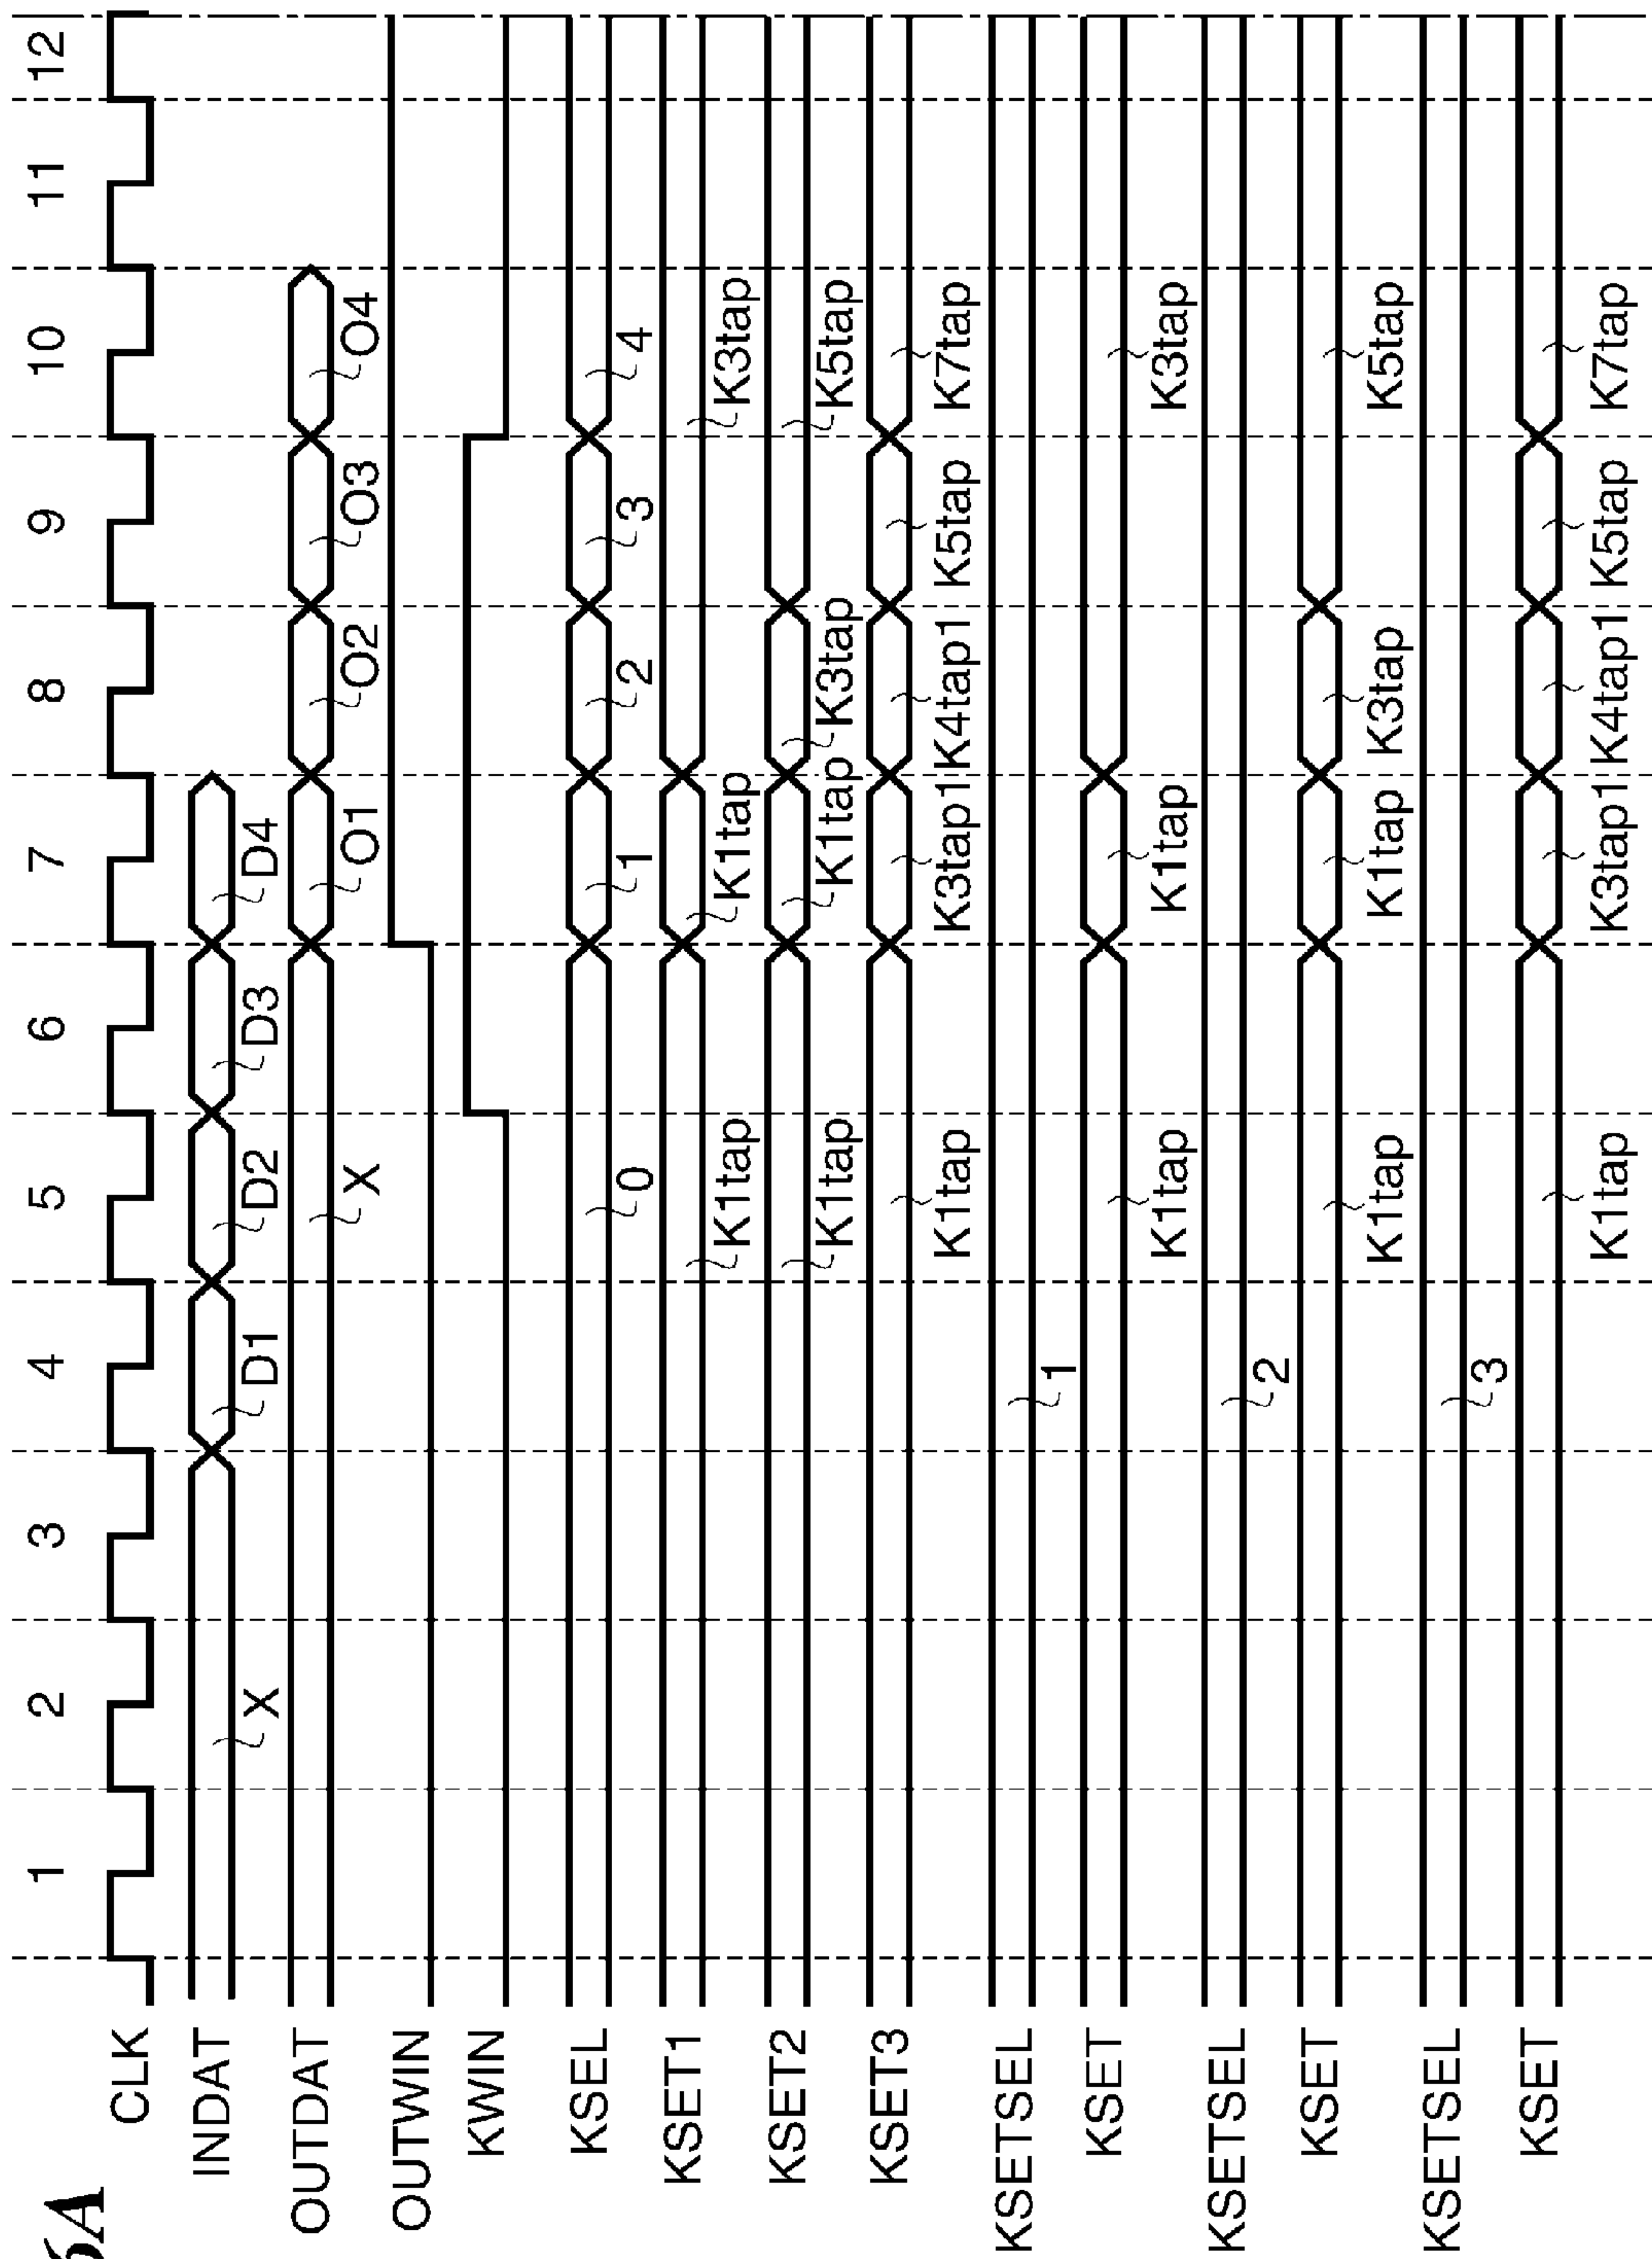 6A
1 2 3 4 5 6 7 8 9 10 11 12
CLK
INDAT X D1 D2 D3 D4
OUTDAT X O1 O2 O3 O4
OUTWIN
KWIN
KSEL 0 1 2 3 4
KSET1 K1tap K1tap K3tap
KSET2 K1tap K1tap K3tap K5tap
KSET3 K1tap K3tap1 K4tap1 K5tap K7tap
KSETSEL 1
KSET K1tap K1tap K3tap
KSETSEL 2
KSET K1tap K1tap K3tap K5tap
KSETSEL 3
KSET K1tap K3tap1 K4tap1 K5tap K7tap